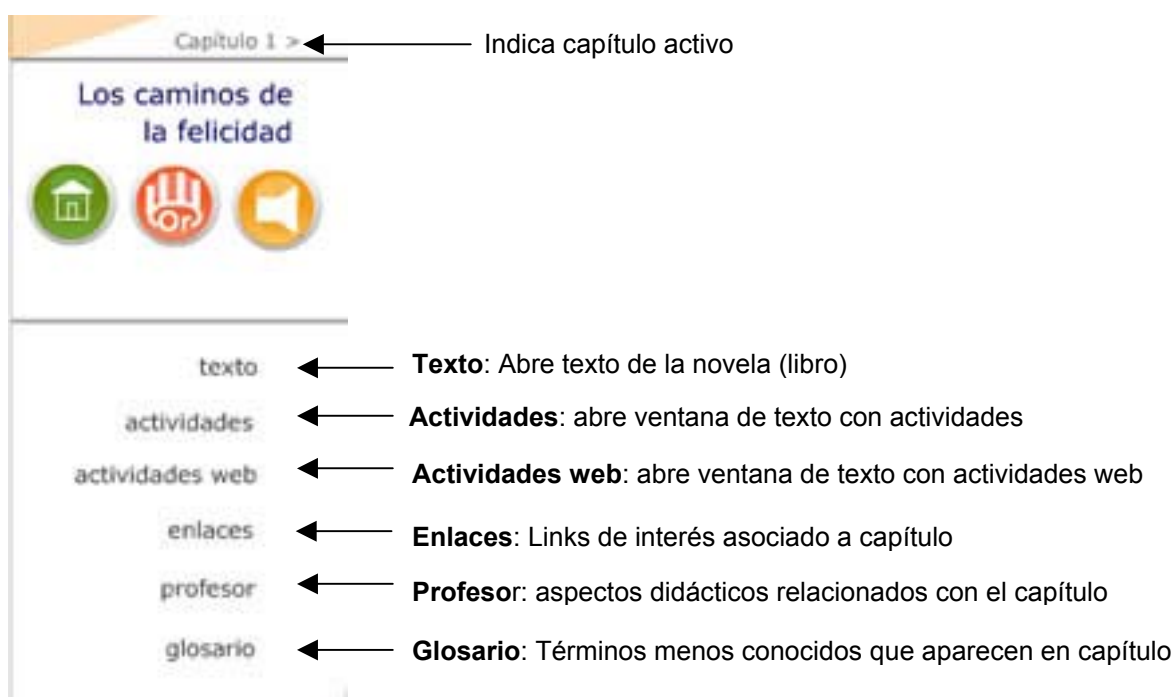 Capítulo 1 > Indica capítulo activo
Los caminos de
la felicidad
Or
texto Texto: Abre texto de la novela (libro)
actividades Actividades: abre ventana de texto con actividades
actividades web Actividades web: abre ventana de texto con actividades web
enlaces Enlaces: Links de interés asociado a capítulo
profesor Profesor: aspectos didácticos relacionados con el capítulo
glosario Glosario: Términos menos conocidos que aparecen en capítulo